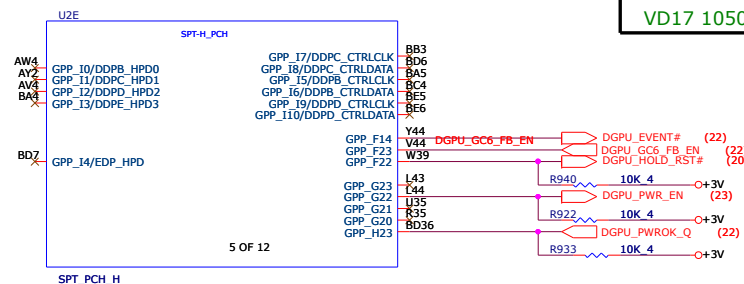 U2E
VD17 1050
SPT-H_PCH
AW4 GPP_I0/DDPB_HPD0
AY2 GPP_I1/DDPC_HPD1
AV4 GPP_I2/DDPD_HPD2
BA4 GPP_I3/DDPE_HPD3
BD7 GPP_I4/EDP_HPD
GPP_I7/DDPC_CTRLCLK BB3
GPP_I8/DDPC_CTRLDATA BD6
GPP_I5/DDPB_CTRLCLK BA5
GPP_I6/DDPB_CTRLDATA BC4
GPP_I9/DDPD_CTRLCLK BE5
GPP_I10/DDPD_CTRLDATA BE6
GPP_F14 Y44 DGPU_EVENT# (22)
GPP_F23 V44 DGPU_GC6_FB_EN DGPU_GC6_FB_EN (22
GPP_F22 W39 DGPU_HOLD_RST# (20
R940 10K_4 +3V
GPP_G23 L43
GPP_G22 L44 DGPU_PWR_EN (23)
GPP_G21 U35
GPP_G20 R35
R922 10K_4 +3V
GPP_H23 BD36 DGPU_PWROK_Q (22)
R933 10K_4 +3V
5 OF 12
SPT_PCH_H